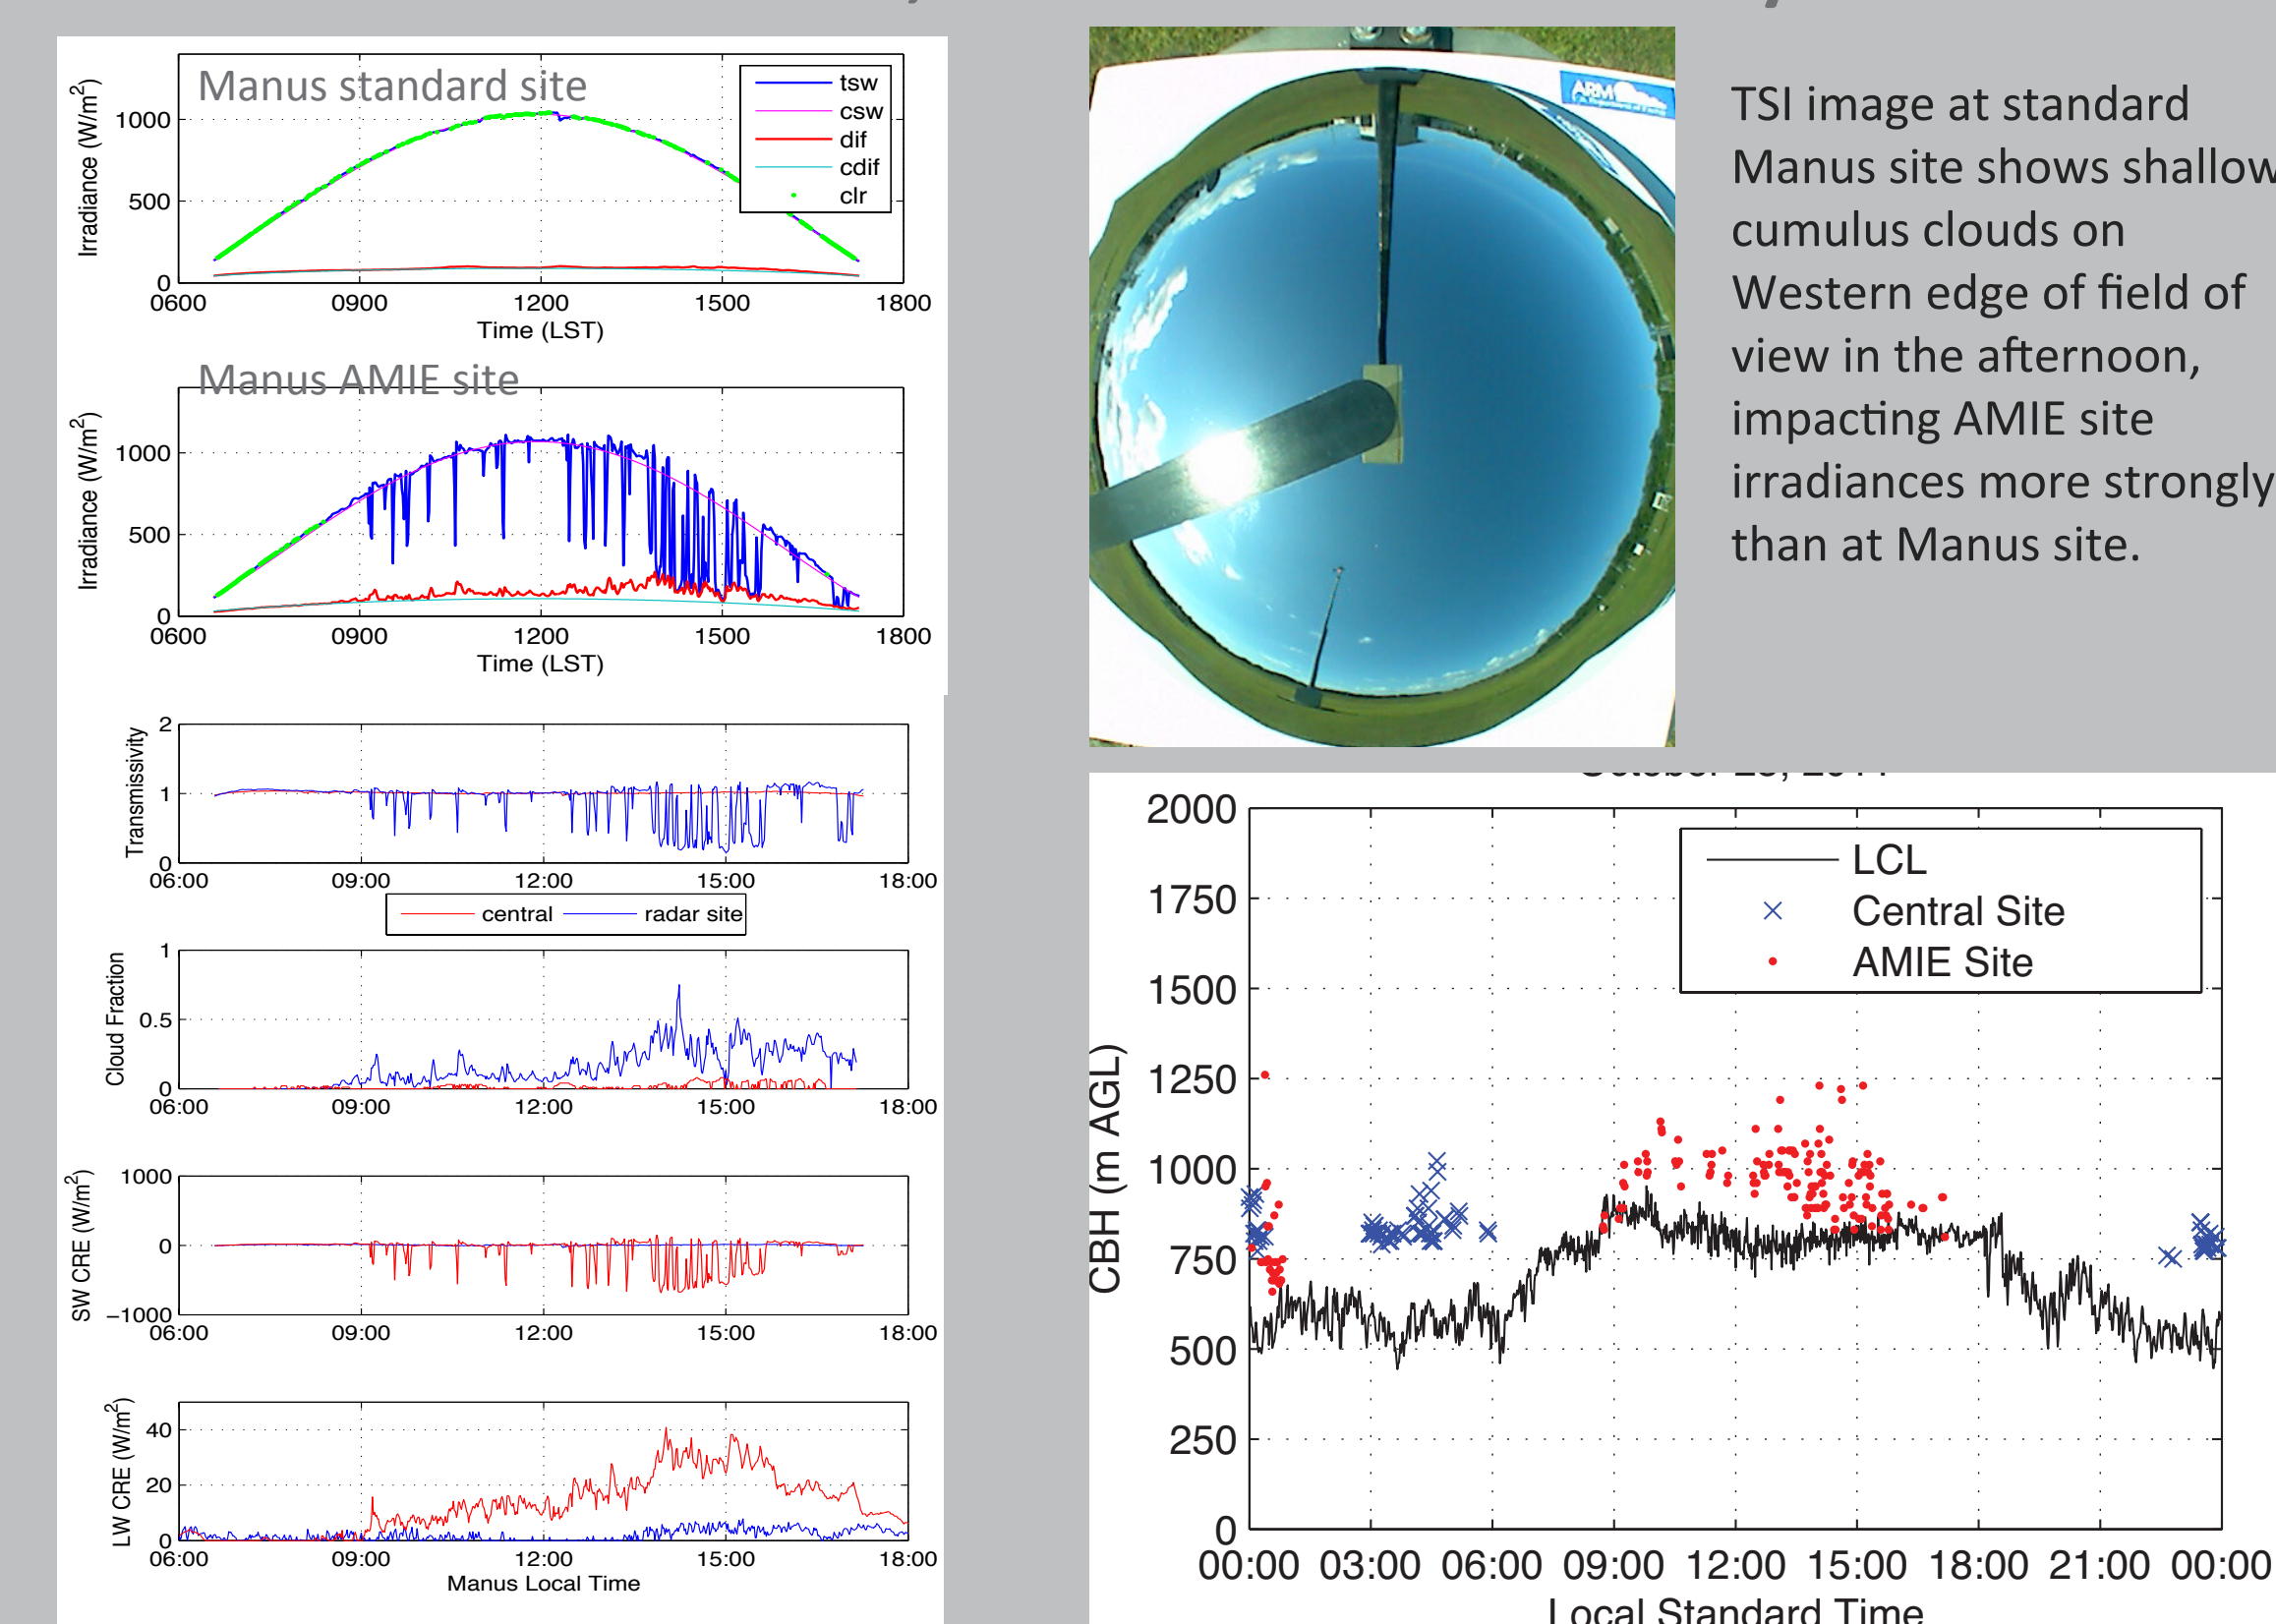 Manus standard site
Irradiance (W/m2)
1000
500
0
tsw
csw
dif
cdif
clr
0600 0900 1200 1500 1800
Time (LST)
Manus AMIE site
Irradiance (W/m2)
1000
500
0
0600 0900 1200 1500 1800
Time (LST)
Transmissivity
2
1
0
06:00 09:00 12:00 15:00 18:00
central radar site
Cloud Fraction
1
0.5
0
06:00 09:00 12:00 15:00 18:00
SW CRE (W/m2)
1000
0
−1000
06:00 09:00 12:00 15:00 18:00
LW CRE (W/m2)
40
20
0
06:00 09:00 12:00 15:00 18:00
Manus Local Time
ARM
TSI image at standard
Manus site shows shallow
cumulus clouds on
Western edge of field of
view in the afternoon,
impacting AMIE site
irradiances more strongly
than at Manus site.
CBH (m AGL)
2000
1750
1500
1250
1000
750
500
250
0
LCL
Central Site
AMIE Site
00:00 03:00 06:00 09:00 12:00 15:00 18:00 21:00 00:00
Local Standard Time